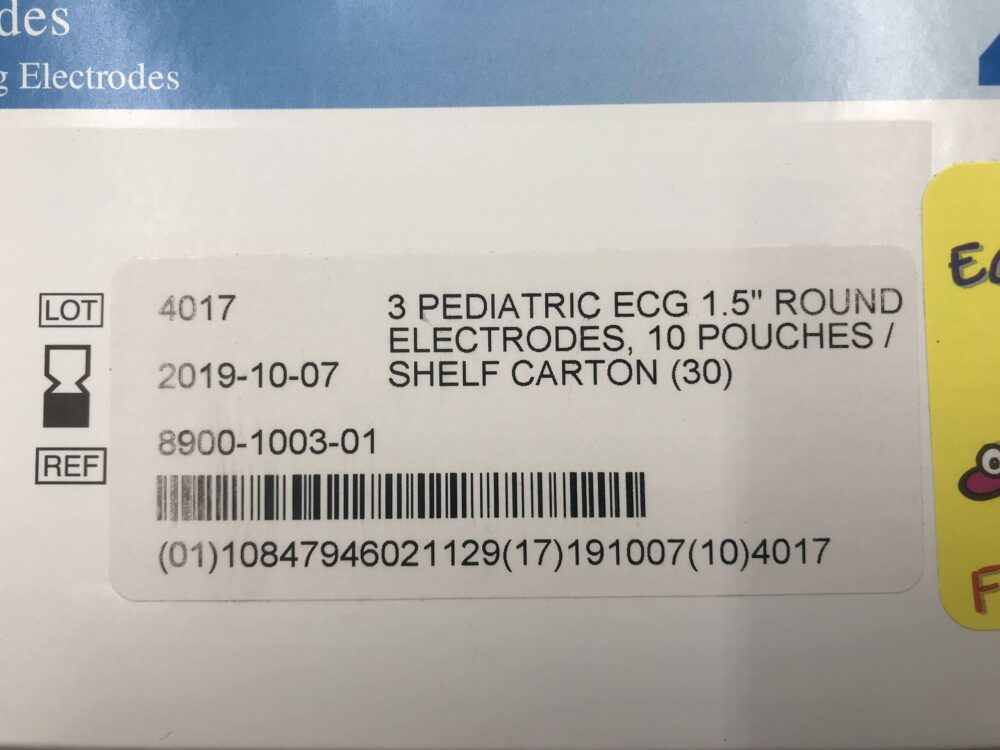 des
g Electrodes
LOT
4017
3 PEDIATRIC ECG 1.5" ROUND
ELECTRODES, 10 POUCHES /
SHELF CARTON (30)
2019-10-07
REF
8900-1003-01
(01)10847946021129(17)191007(10)4017